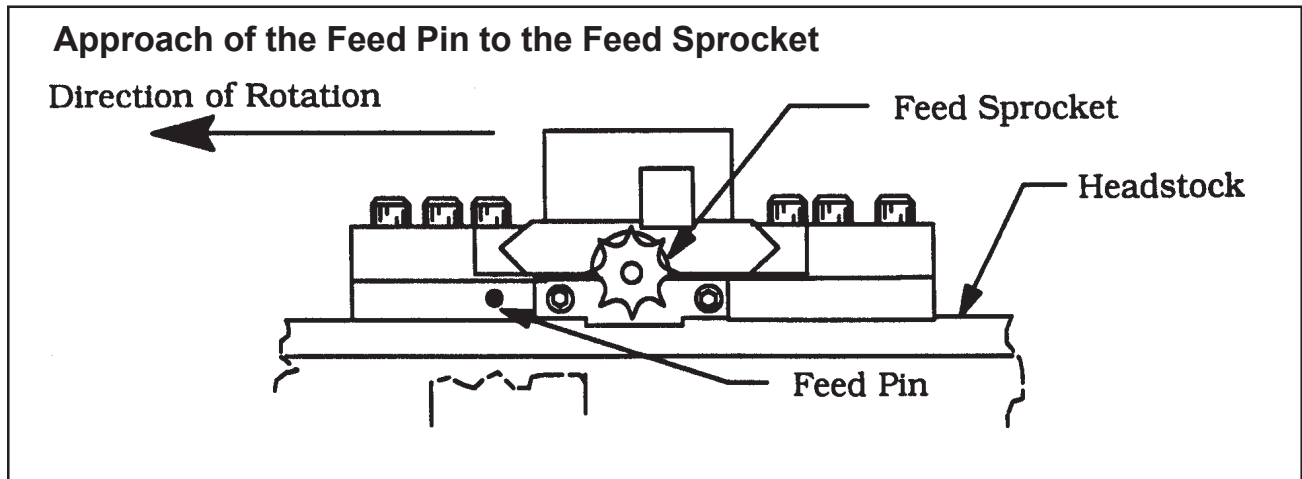 Approach of the Feed Pin to the Feed Sprocket
Direction of Rotation
Feed Sprocket
Headstock
Feed Pin